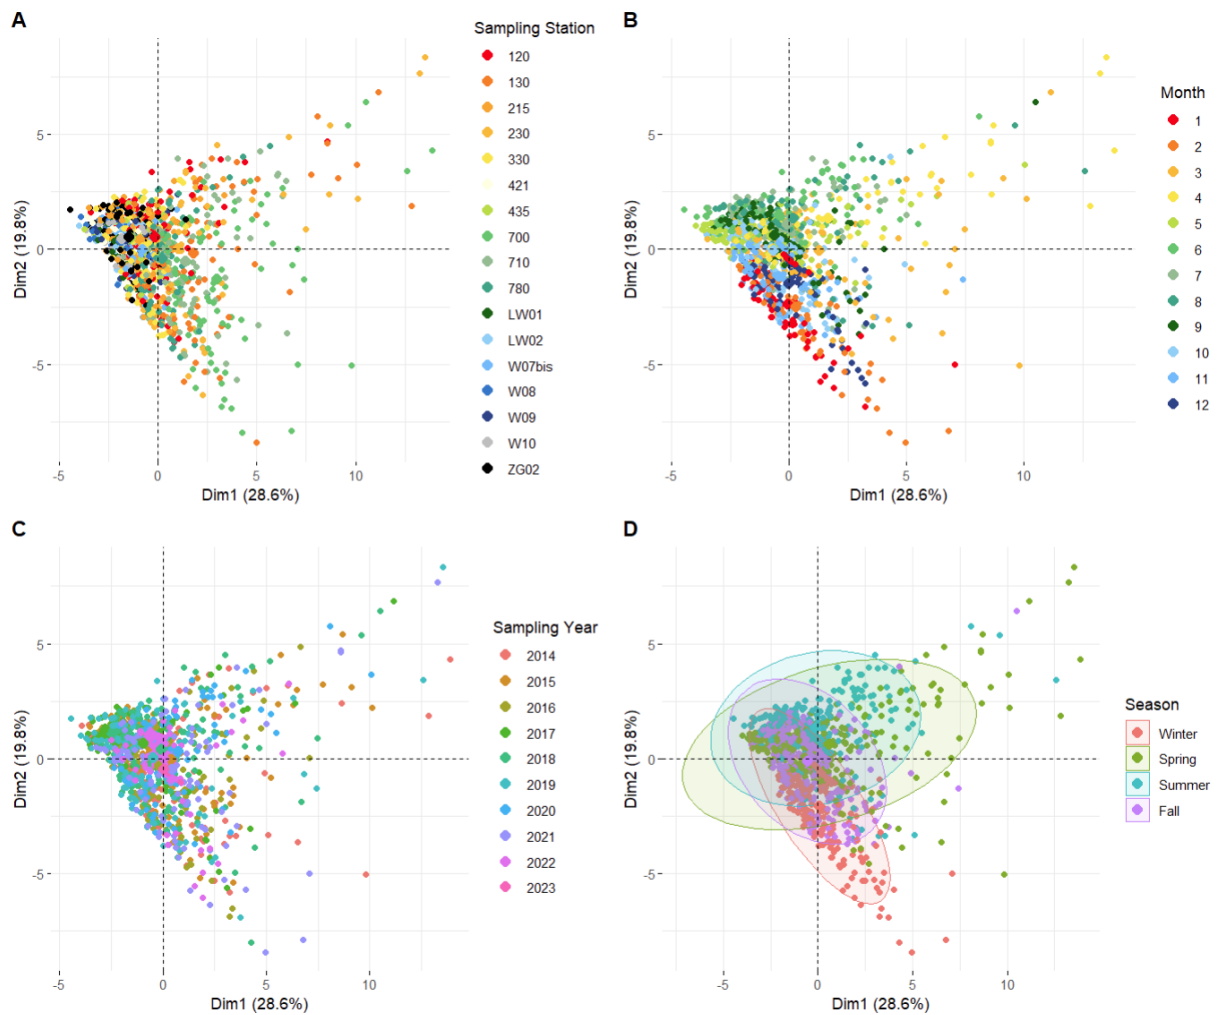 A
Sampling Station
120
130
215
230
330
421
435
700
710
780
LW01
LW02
W07bis
W08
W09
W10
ZG02
5
0
-5
-5
0
5
10
Dim2 (19.8%)
Dim1 (28.6%)
B
Month
1
2
3
4
5
6
7
8
9
10
11
12
5
0
-5
-5
0
5
10
Dim2 (19.8%)
Dim1 (28.6%)
C
Sampling Year
2014
2015
2016
2017
2018
2019
2020
2021
2022
2023
5
0
-5
-5
0
5
10
Dim2 (19.8%)
Dim1 (28.6%)
D
Season
Winter
Spring
Summer
Fall
5
0
-5
-5
0
5
10
Dim2 (19.8%)
Dim1 (28.6%)